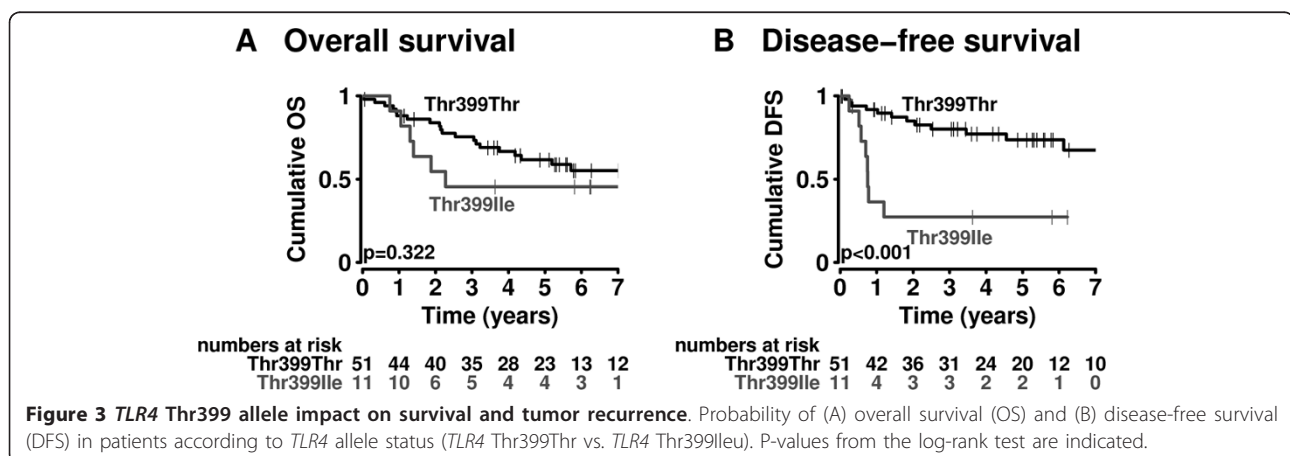 A Overall survival
Cumulative OS
1
0.5
0
Thr399Thr
Thr399Ile
p=0.322
0 1 2 3 4 5 6 7
Time (years)
numbers at risk
Thr399Thr 51 44 40 35 28 23 13 12
Thr399Ile 11 10 6 5 4 4 3 1
B Disease-free survival
Cumulative DFS
1
0.5
0
Thr399Thr
Thr399Ile
p<0.001
0 1 2 3 4 5 6 7
Time (years)
numbers at risk
Thr399Thr 51 42 36 31 24 20 12 10
Thr399Ile 11 4 3 3 2 2 1 0
Figure 3 TLR4 Thr399 allele impact on survival and tumor recurrence. Probability of (A) overall survival (OS) and (B) disease-free survival
(DFS) in patients according to TLR4 allele status (TLR4 Thr399Thr vs. TLR4 Thr399Ileu). P-values from the log-rank test are indicated.